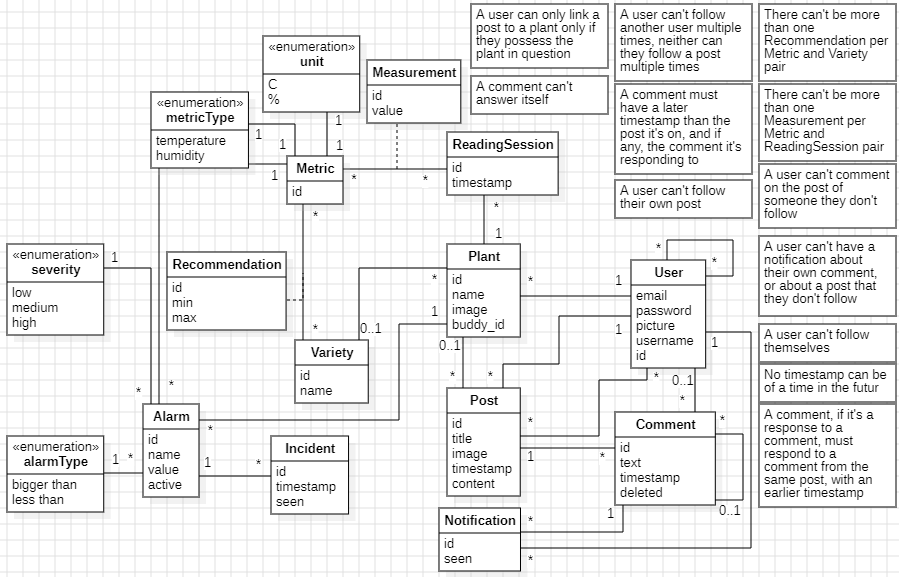 A user can only link a
post to a plant only if
they possess the
plant in question
A user can't follow
another user multiple
times, neither can
they follow a post
multiple times
There can't be more
than one
Recommendation per
Metric and Variety
pair
«enumeration»
unit
C
%
Measurement
id
value
A comment can't
answer itself
A comment must
have a later
timestamp than the
post it's on, and if
any, the comment it's
responding to
There can't be more
than one
Measurement per
Metric and
ReadingSession pair
«enumeration»
metricType
temperature
humidity
1
1
1
1
1
Metric
id
*
*
*
ReadingSession
id
timestamp
*
1
A user can't follow
their own post
A user can't comment
on the post of
someone they don't
follow
«enumeration»
severity
low
medium
high
1
Recommendation
id
min
max
*
0..1
Variety
id
name
*
1
0..1
Plant
id
name
image
buddy_id
*
1
1
*
*
User
email
password
picture
username
id
1
*
0..1
A user can't have a
notification about
their own comment,
or about a post that
they don't follow
A user can't follow
themselves
No timestamp can be
of a time in the futur
A comment, if it's a
response to a
comment, must
respond to a
comment from the
same post, with an
earlier timestamp
*
*
Alarm
id
name
value
active
*
1
*
«enumeration»
alarmType
bigger than
less than
1
*
Incident
id
timestamp
seen
*
*
Post
id
title
image
timestamp
content
*
1
*
*
*
Comment
id
text
timestamp
deleted
0..1
1
Notification
id
seen
*
*